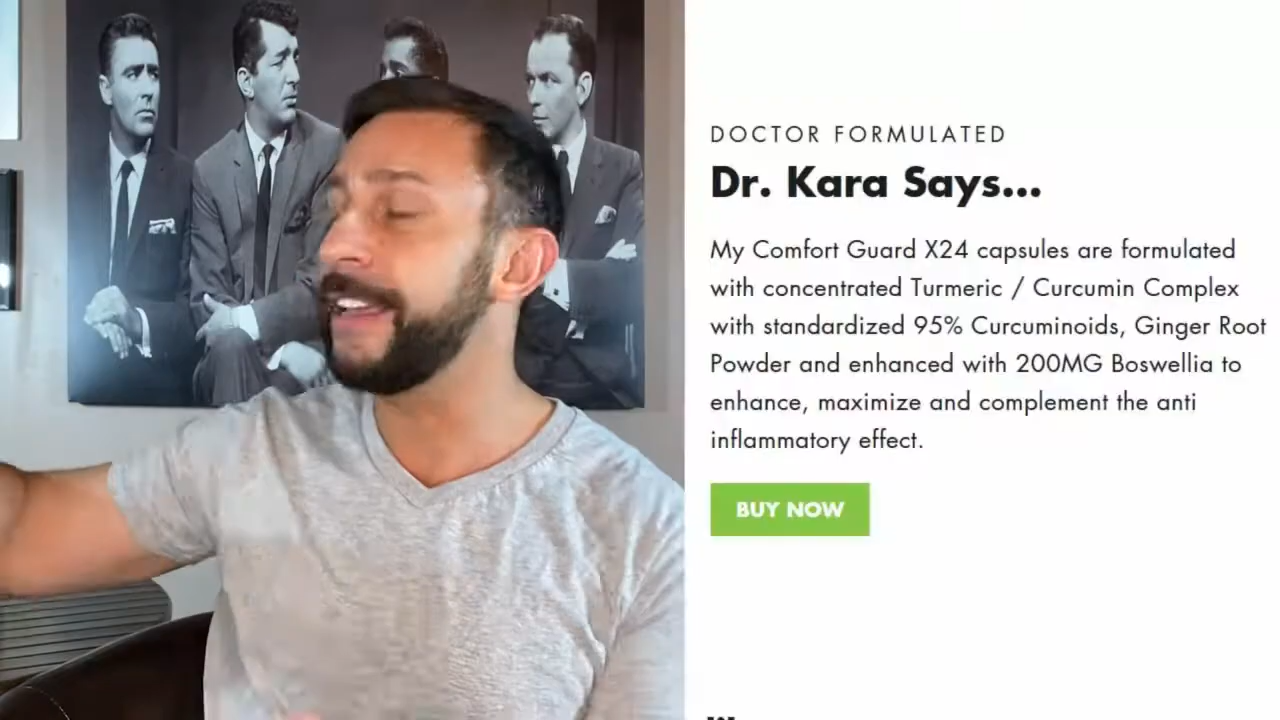 DOCTOR FORMULATED
Dr. Kara Says...
My Comfort Guard X24 capsules are formulated
with concentrated Turmeric / Curcumin Complex
with standardized 95% Curcuminoids, Ginger Root
Powder and enhanced with 200MG Boswellia to
enhance, maximize and complement the anti
inflammatory effect.
BUY NOW